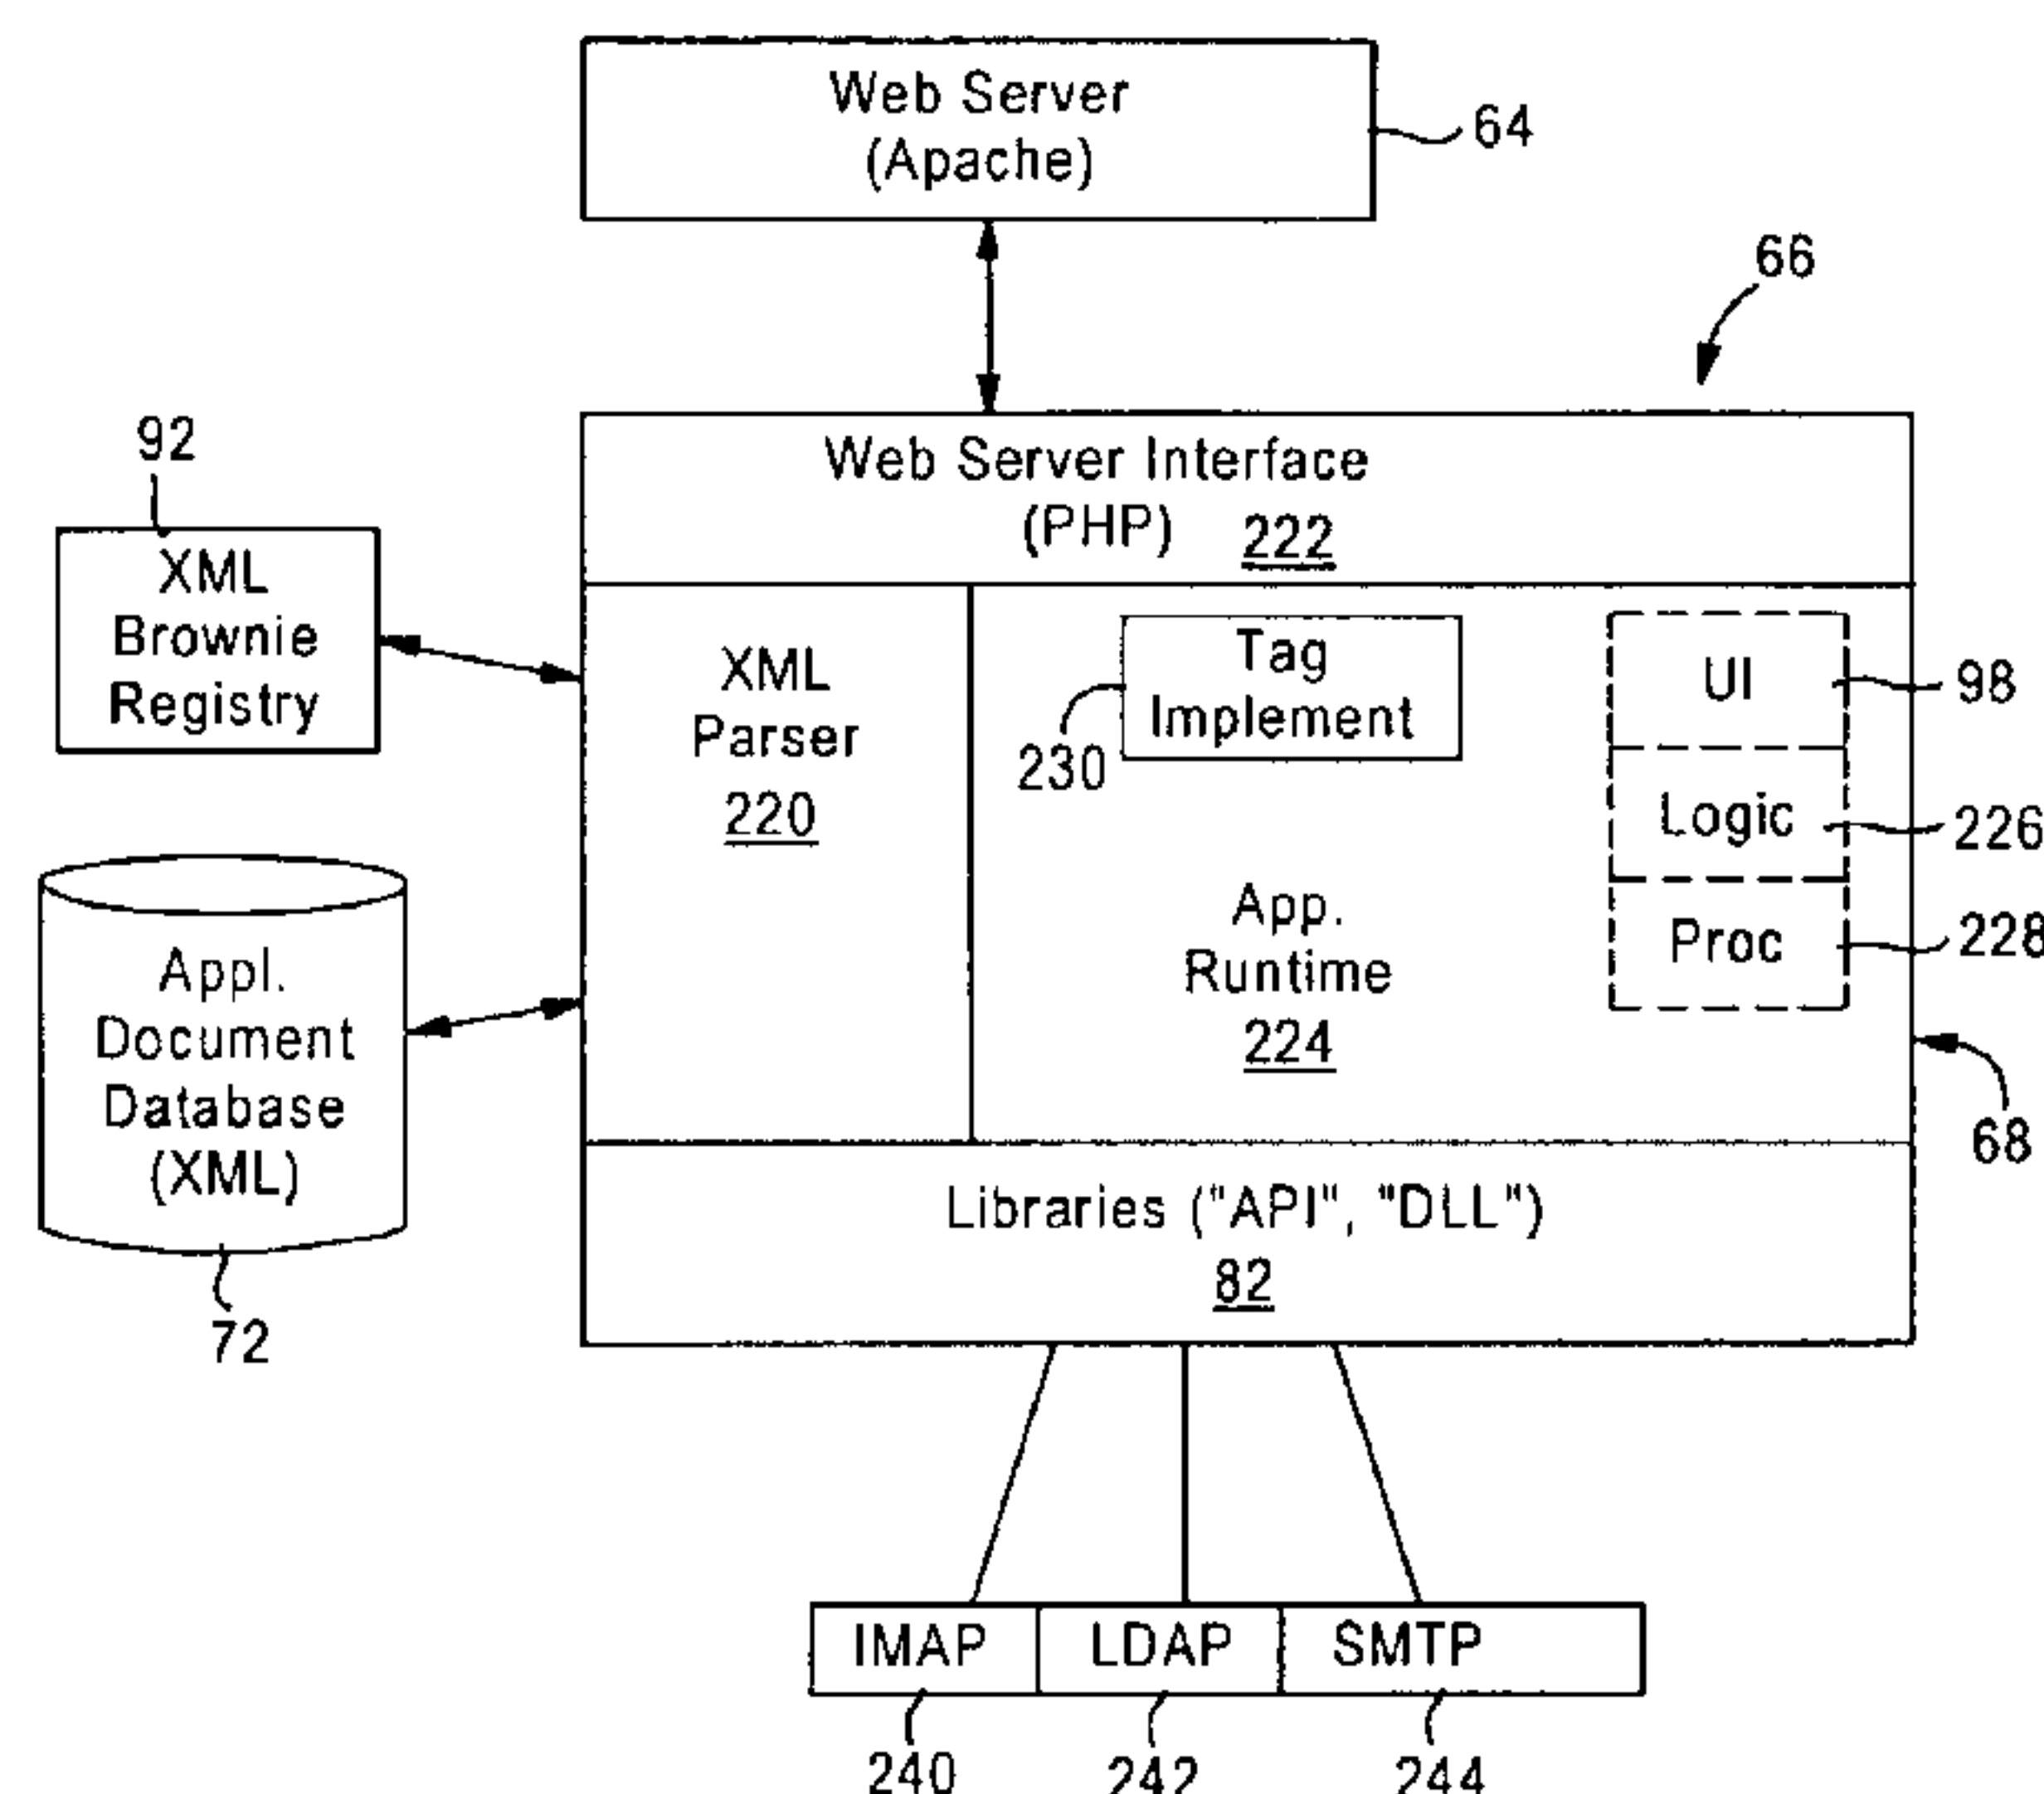 Web Server
(Apache)
64
66
92
Web Server Interface
(PHP) 222
XML
Brownie
Registry
XML
Parser
220
Tag
Implement
230
UI
98
Logic
226
Proc
228
App.
Runtime
224
68
Appl.
Document
Database
(XML)
72
Libraries ("API", "DLL")
82
IMAP LDAP SMTP
240 242 244